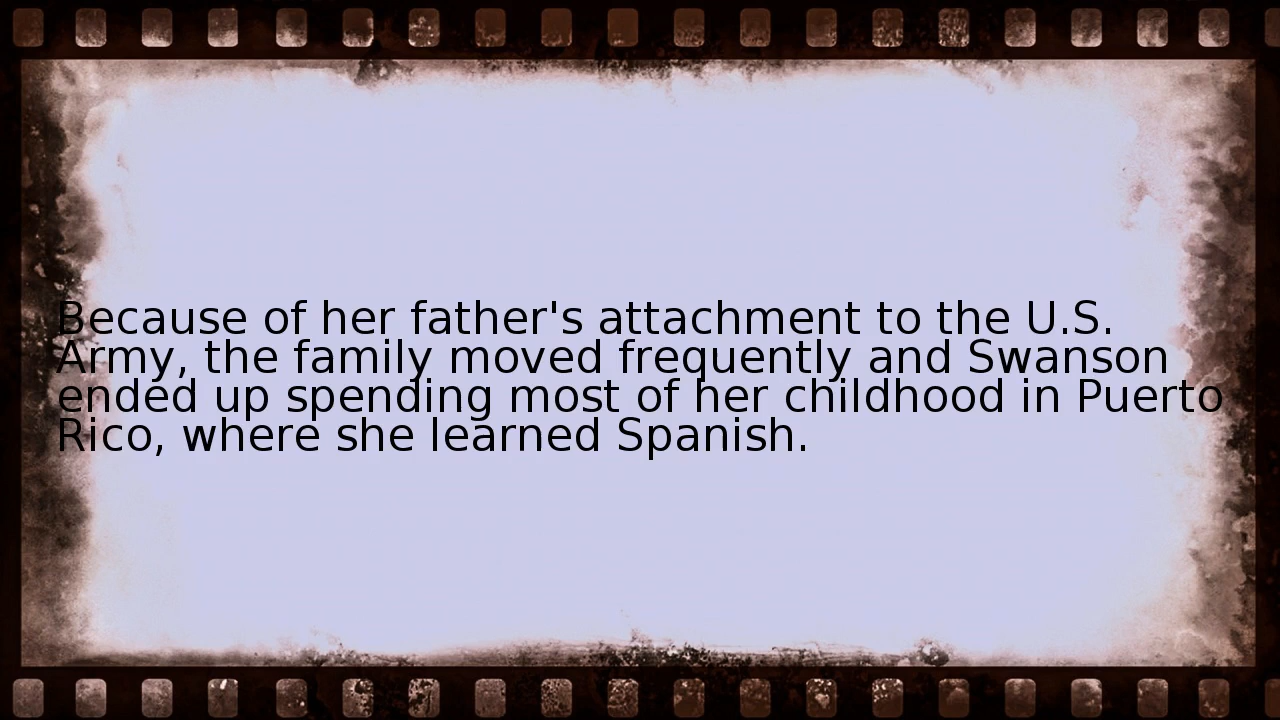 Because of her father's attachment to the U.S.
Army, the family moved frequently and Swanson
ended up spending most of her childhood in Puerto
Rico, where she learned Spanish.